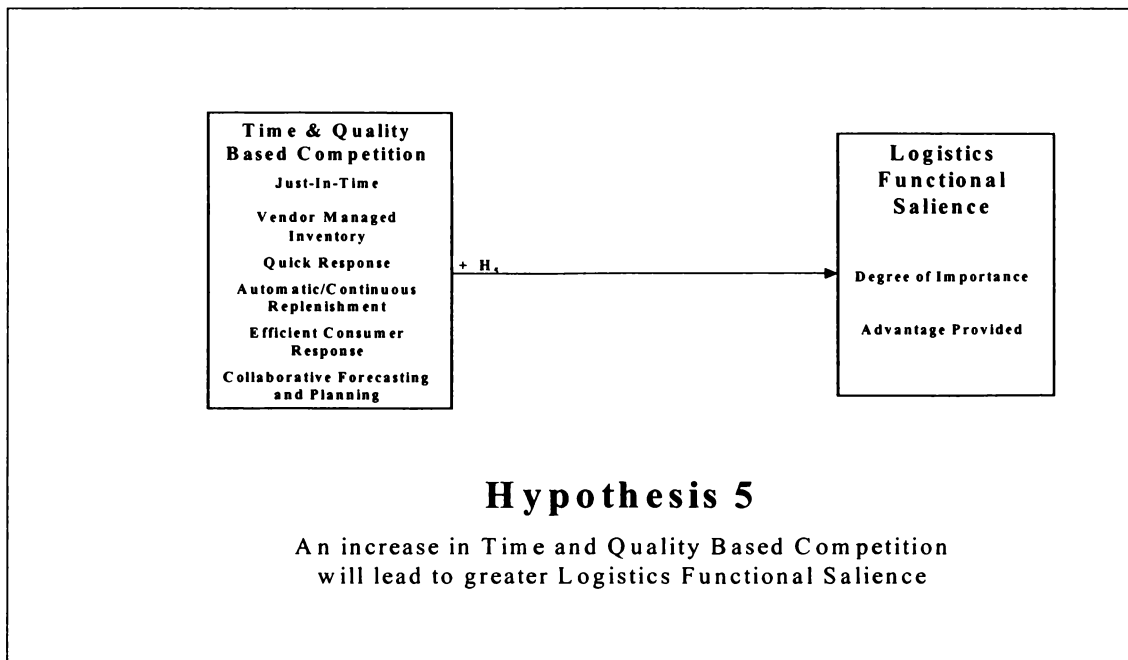 Time & Quality
Based Competition
Just-In-Time
Vendor Managed
Inventory
Quick Response
Automatic/Continuous
Replenishment
Efficient Consumer
Response
Collaborative Forecasting
and Planning
+ H₅
Logistics
Functional
Salience
Degree of Importance
Advantage Provided
Hypothesis 5
An increase in Time and Quality Based Competition
will lead to greater Logistics Functional Salience